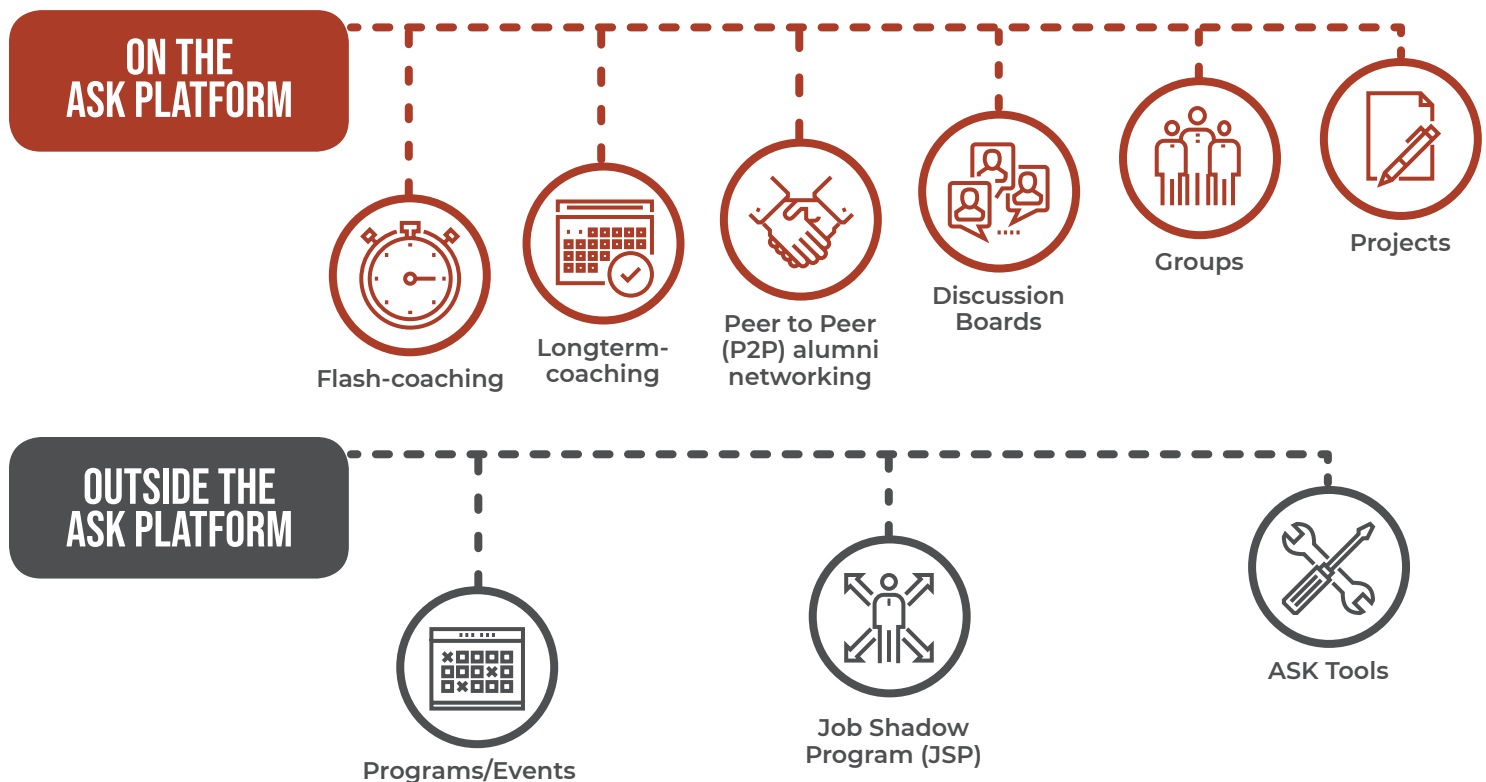 ON THE
ASK PLATFORM
Flash-coaching
Longterm-
coaching
Peer to Peer
(P2P) alumni
networking
Discussion
Boards
Groups
Projects
OUTSIDE THE
ASK PLATFORM
Programs/Events
Job Shadow
Program (JSP)
ASK Tools